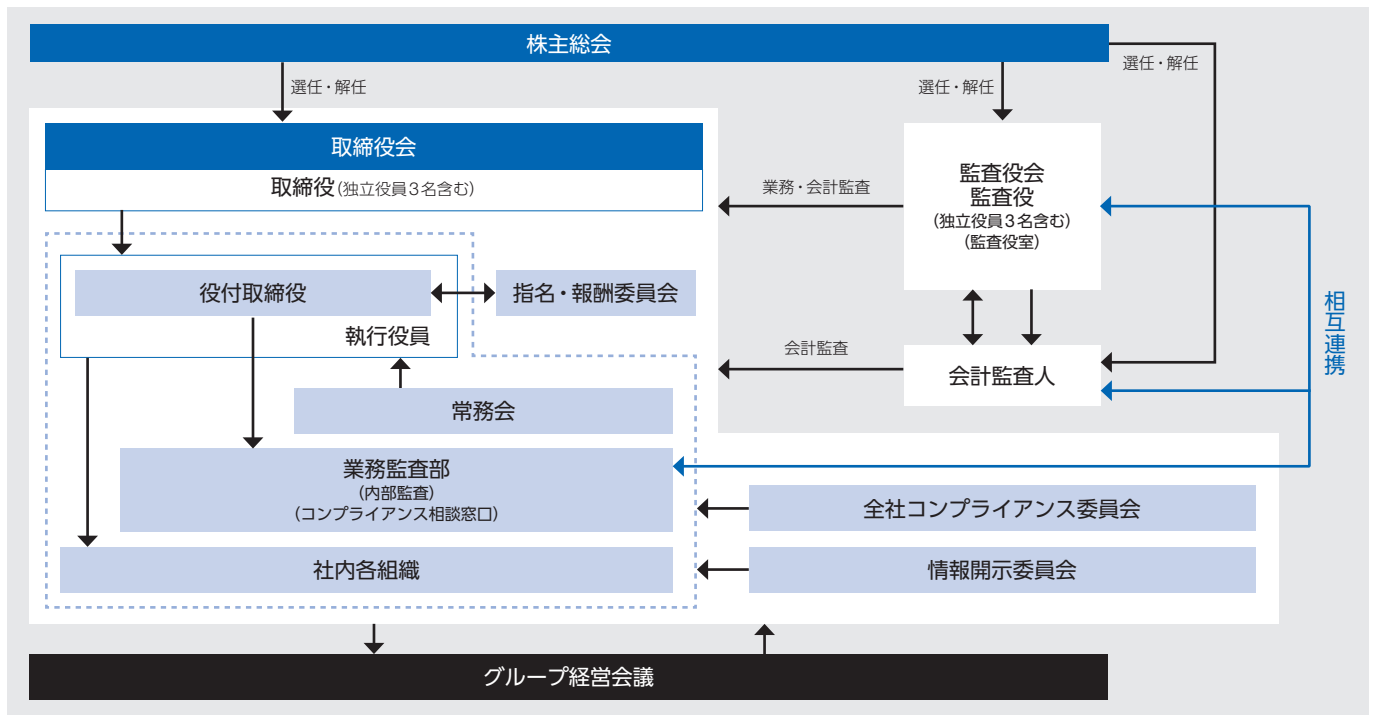 株主総会
選任・解任
選任・解任
選任・解任
取締役会
取締役(独立役員3名含む)
業務・会計監査
監査役会
監査役
(独立役員3名含む)
(監査役室)
役付取締役
執行役員
指名・報酬委員会
会計監査
会計監査人
相互連携
常務会
業務監査部
(内部監査)
(コンプライアンス相談窓口)
全社コンプライアンス委員会
社内各組織
情報開示委員会
グループ経営会議